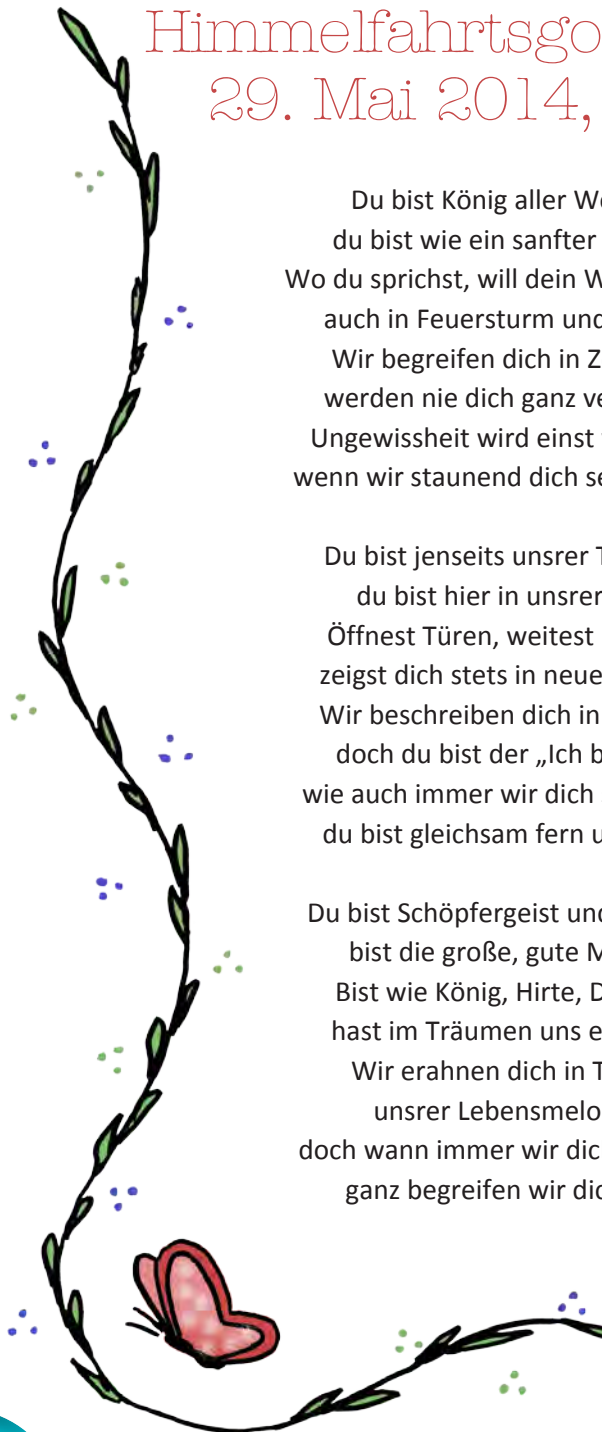 Himmelfahrtsgo
29. Mai 2014,
Du bist König aller We
du bist wie ein sanfter
Wo du sprichst, will dein W
auch in Feuersturm und
Wir begreifen dich in Z
werden nie dich ganz ve
Ungewissheit wird einst
wenn wir staunend dich se
Du bist jenseits unsrer T
du bist hier in unsrer
Öffnest Türen, weitest
zeigst dich stets in neue
Wir beschreiben dich in
doch du bist der „Ich b
wie auch immer wir dich
du bist gleichsam fern u
Du bist Schöpfergeist und
bist die große, gute M
Bist wie König, Hirte, D
hast im Träumen uns e
Wir erahnen dich in T
unsrer Lebensmelo
doch wann immer wir dic
ganz begreifen wir dic